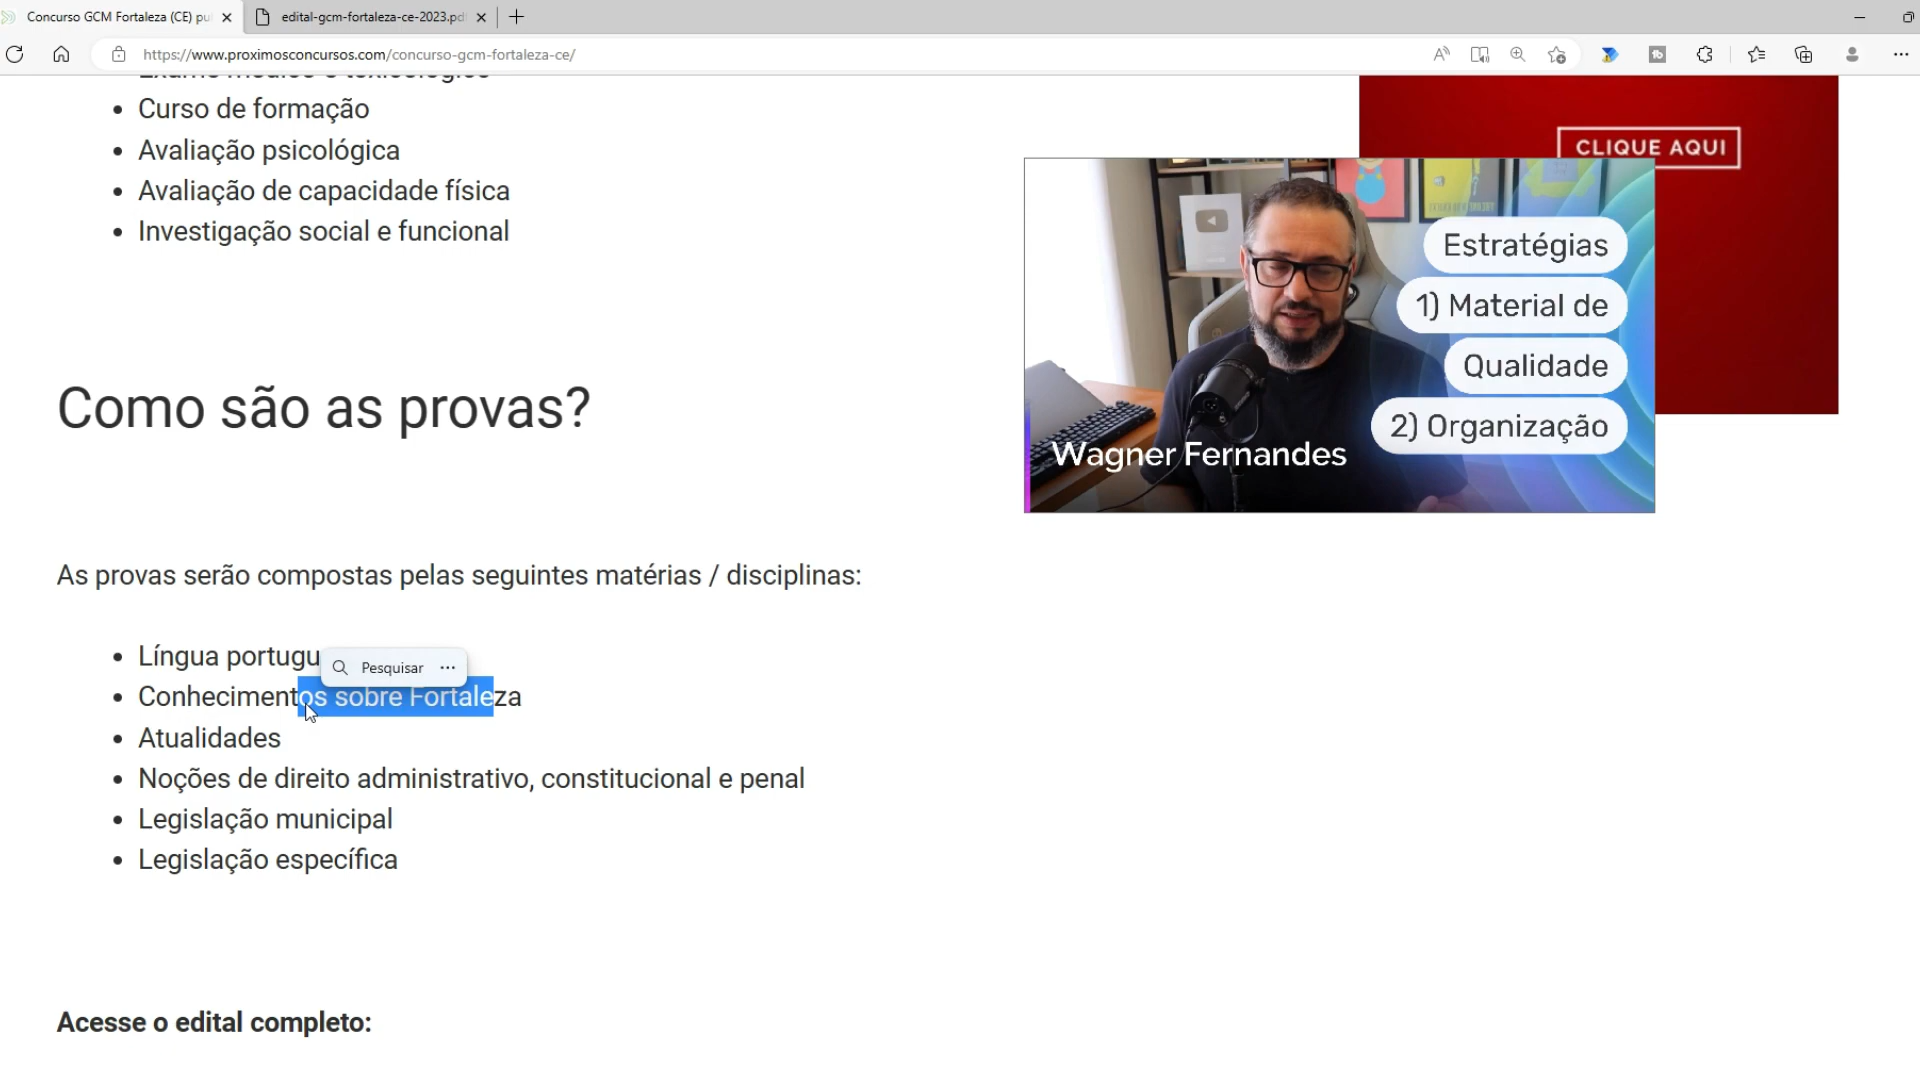 Concurso GCM Fortaleza (CE) pu
edital-gcm-fortaleza-ce-2023.pd
https://www.proximosconcursos.com/concurso-gcm-fortaleza-ce/
Exame médico e toxicológico
Curso de formação
Avaliação psicológica
Avaliação de capacidade física
Investigação social e funcional
CLIQUE AQUI
Estratégias
1) Material de
Qualidade
2) Organização
Wagner Fernandes
Como são as provas?
As provas serão compostas pelas seguintes matérias / disciplinas:
Língua portugu
Pesquisar
Conhecimentos sobre Fortaleza
Atualidades
Noções de direito administrativo, constitucional e penal
Legislação municipal
Legislação específica
Acesse o edital completo: